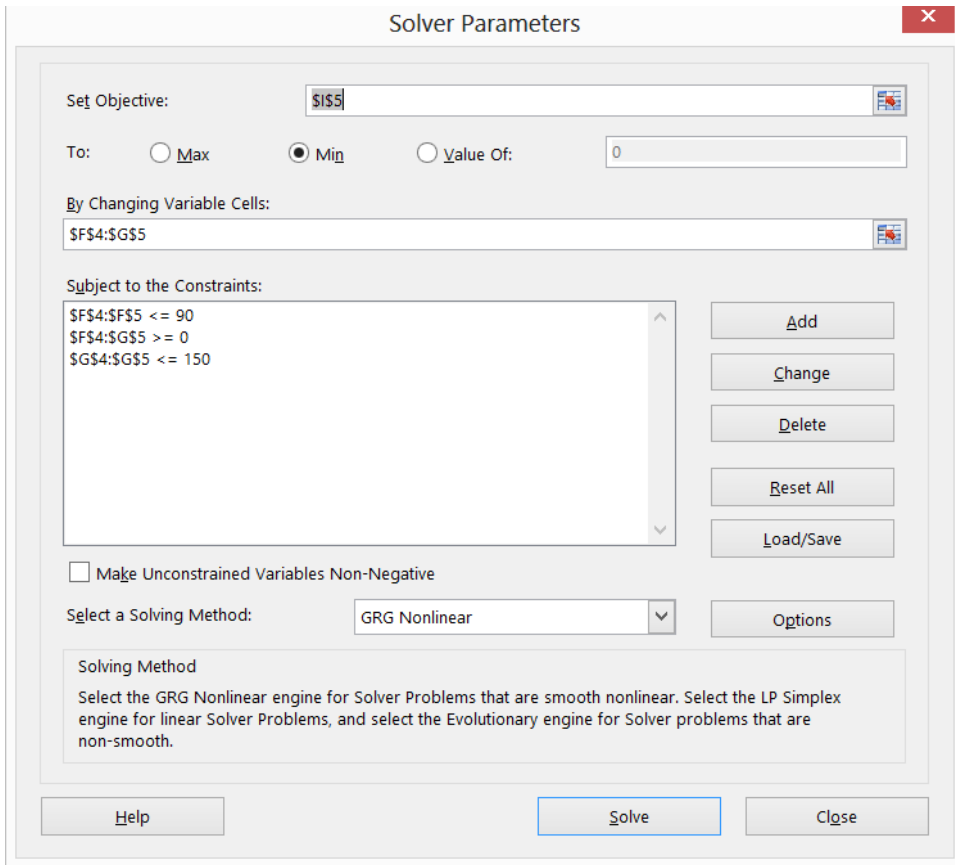 Solver Parameters
Set Objective: $I$5
To: Max Min Value Of: 0
By Changing Variable Cells:
$F$4:$G$5
Subject to the Constraints:
$F$4:$F$5 <= 90
$F$4:$G$5 >= 0
$G$4:$G$5 <= 150
Add
Change
Delete
Reset All
Load/Save
Make Unconstrained Variables Non-Negative
Select a Solving Method: GRG Nonlinear Options
Solving Method
Select the GRG Nonlinear engine for Solver Problems that are smooth nonlinear. Select the LP Simplex
engine for linear Solver Problems, and select the Evolutionary engine for Solver problems that are
non-smooth.
Help Solve Close